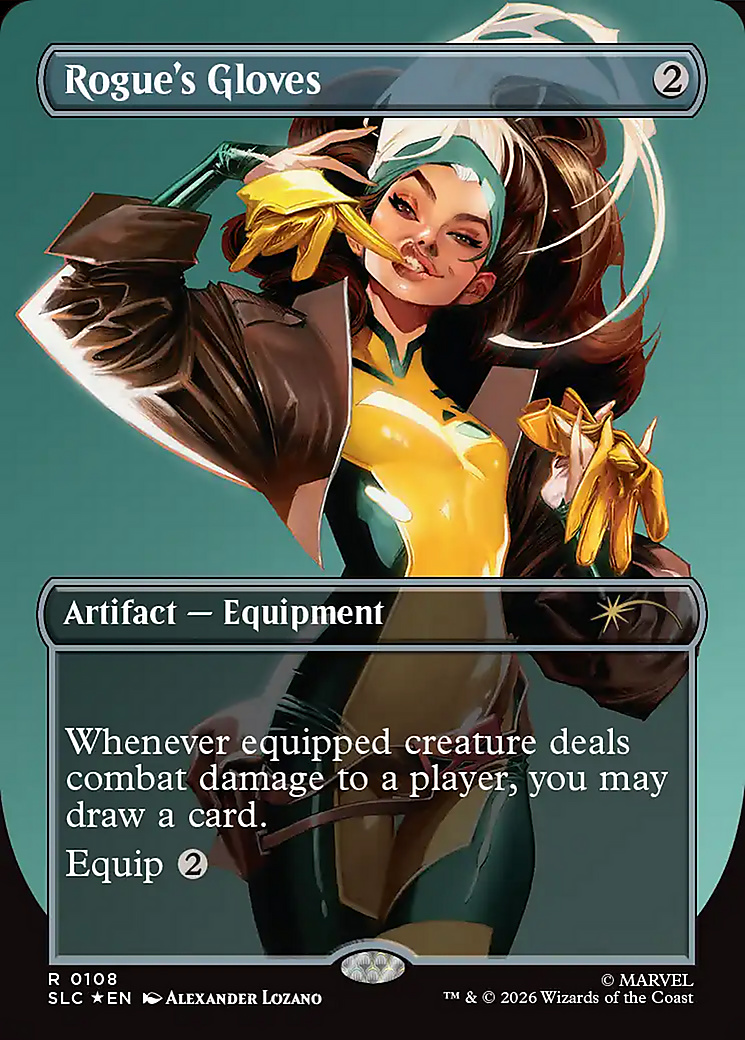 Rogue's Gloves 2
Artifact — Equipment
Whenever equipped creature deals
combat damage to a player, you may
draw a card.
Equip 2
R 0108
SLC ★ EN Alexander Lozano
© MARVEL
™ & © 2026 Wizards of the Coast